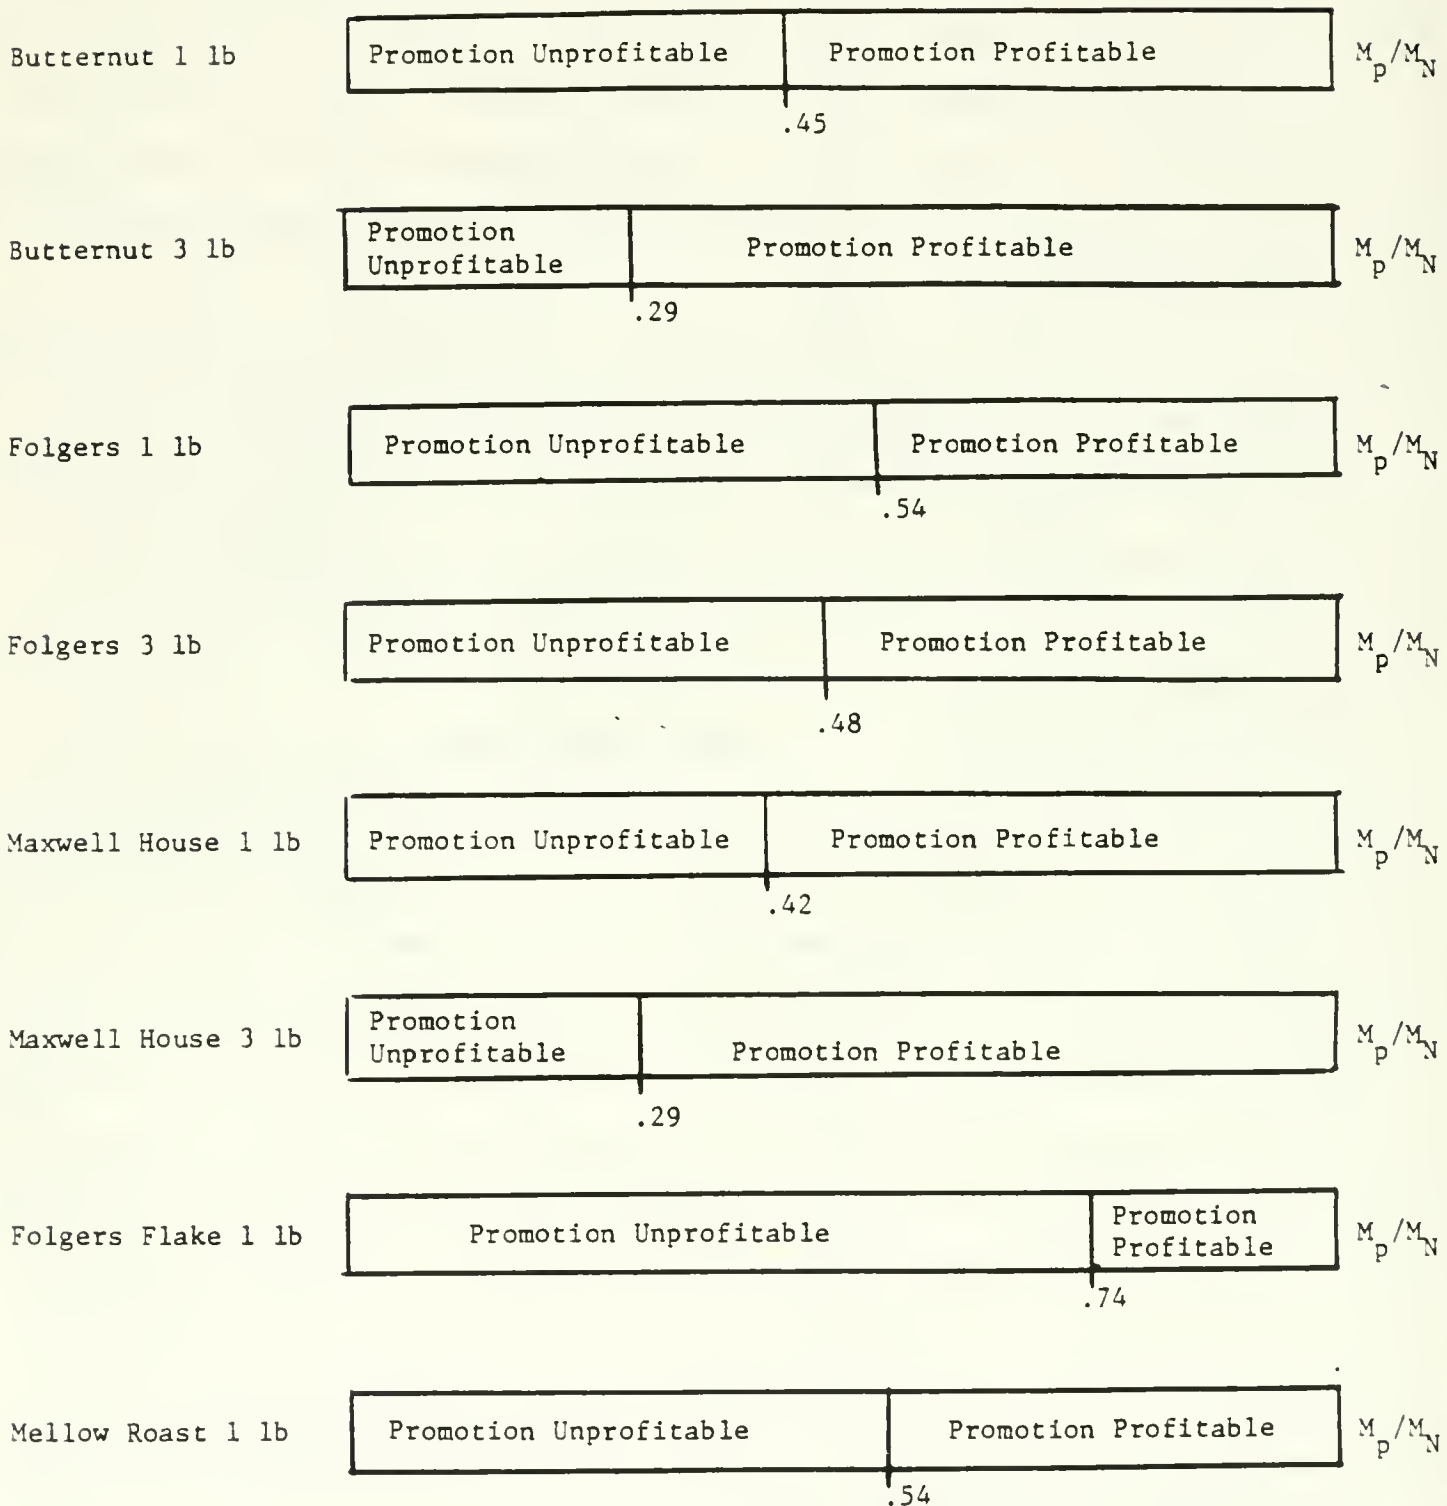 Butternut 1 lb
Promotion Unprofitable
Promotion Profitable
Mp/MN
.45
Butternut 3 lb
Promotion
Unprofitable
Promotion Profitable
Mp/MN
.29
Folgers 1 lb
Promotion Unprofitable
Promotion Profitable
Mp/MN
.54
Folgers 3 lb
Promotion Unprofitable
Promotion Profitable
Mp/MN
.48
Maxwell House 1 lb
Promotion Unprofitable
Promotion Profitable
Mp/MN
.42
Maxwell House 3 lb
Promotion
Unprofitable
Promotion Profitable
Mp/MN
.29
Folgers Flake 1 lb
Promotion Unprofitable
Promotion
Profitable
Mp/MN
.74
Mellow Roast 1 lb
Promotion Unprofitable
Promotion Profitable
Mp/MN
.54